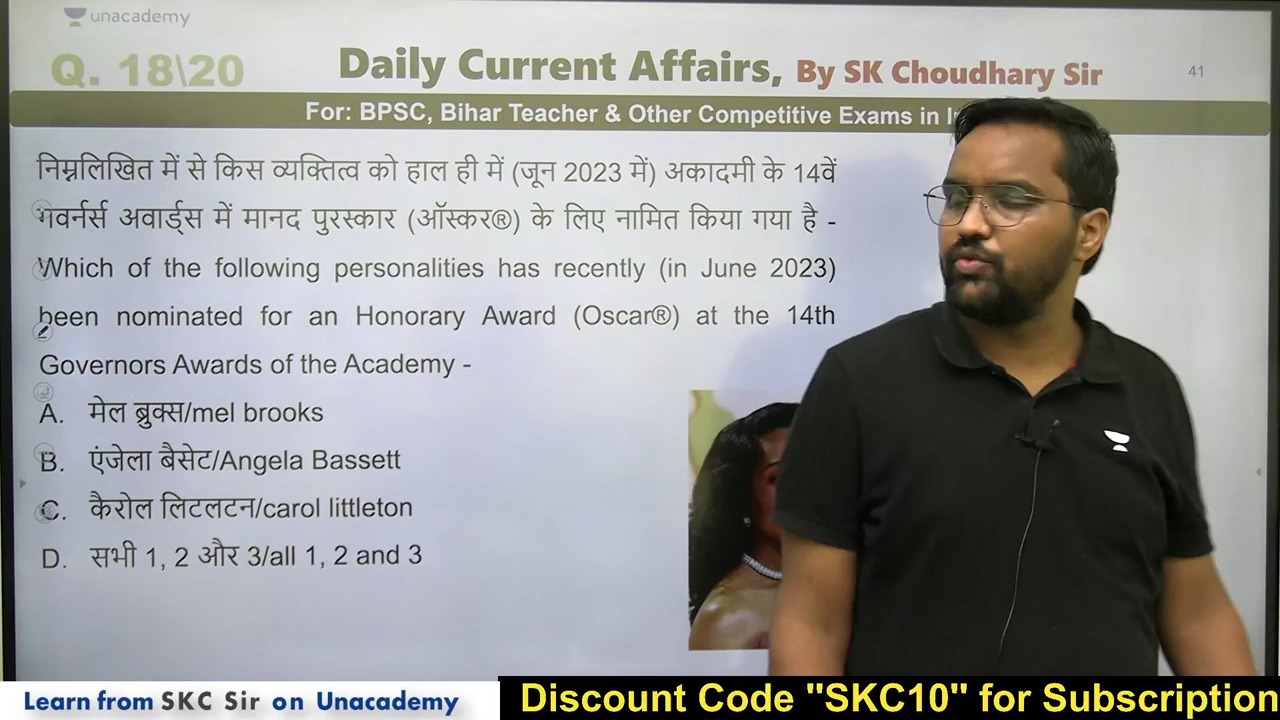 unacademy
Q. 18\20
Daily Current Affairs, By SK Choudhary Sir
41
For: BPSC, Bihar Teacher & Other Competitive Exams in
निम्नलिखित में से किस व्यक्तित्व को हाल ही में (जून 2023 में) अकादमी के 14वें
गवर्नर्स अवार्ड्स में मानद पुरस्कार (ऑस्कर®) के लिए नामित किया गया है -
Which of the following personalities has recently (in June 2023)
been nominated for an Honorary Award (Oscar®) at the 14th
Governors Awards of the Academy -
A. मेल ब्रुक्स/mel brooks
B. एंजेला बैसेट/Angela Bassett
C. कैरोल लिटलटन/carol littleton
D. सभी 1, 2 और 3/all 1, 2 and 3
Learn from SKC Sir on Unacademy
Discount Code "SKC10" for Subscription